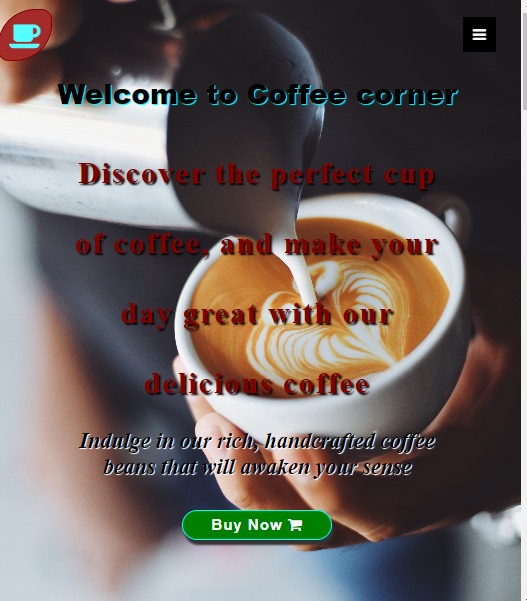 Welcome to Coffee corner
Discover the perfect cup
of coffee, and make your
day great with our
delicious coffee
Indulge in our rich, handcrafted coffee
beans that will awaken your sense
Buy Now